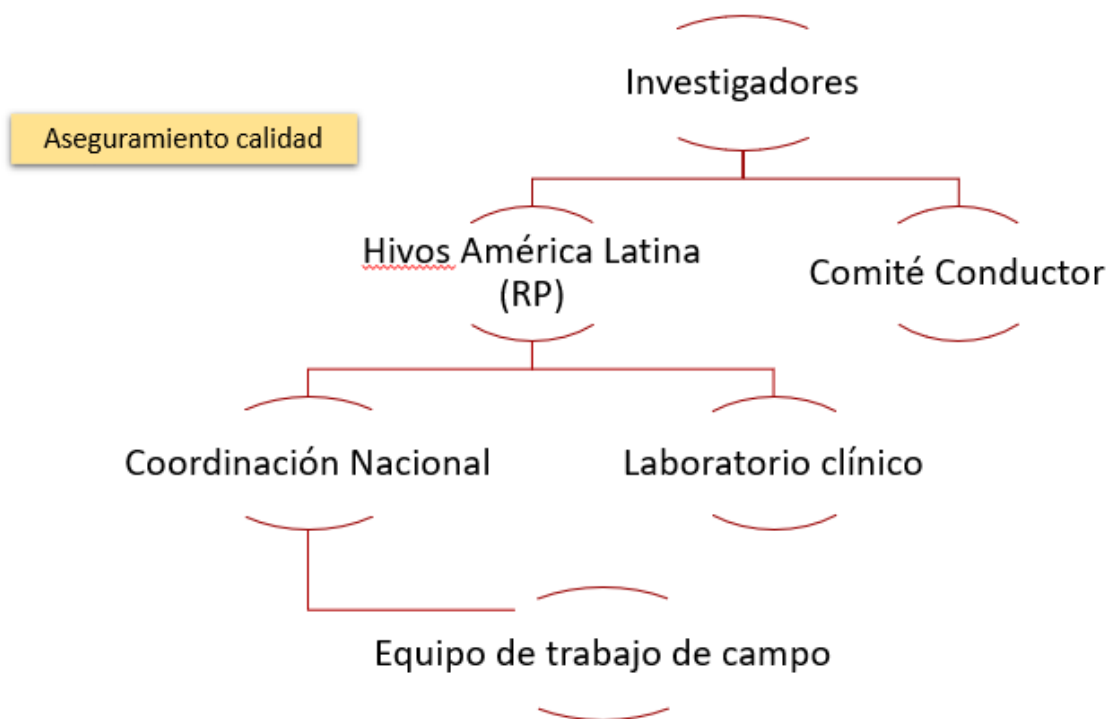 Investigadores
Aseguramiento calidad
Hivos América Latina
(RP)
Comité Conductor
Coordinación Nacional
Laboratorio clínico
Equipo de trabajo de campo